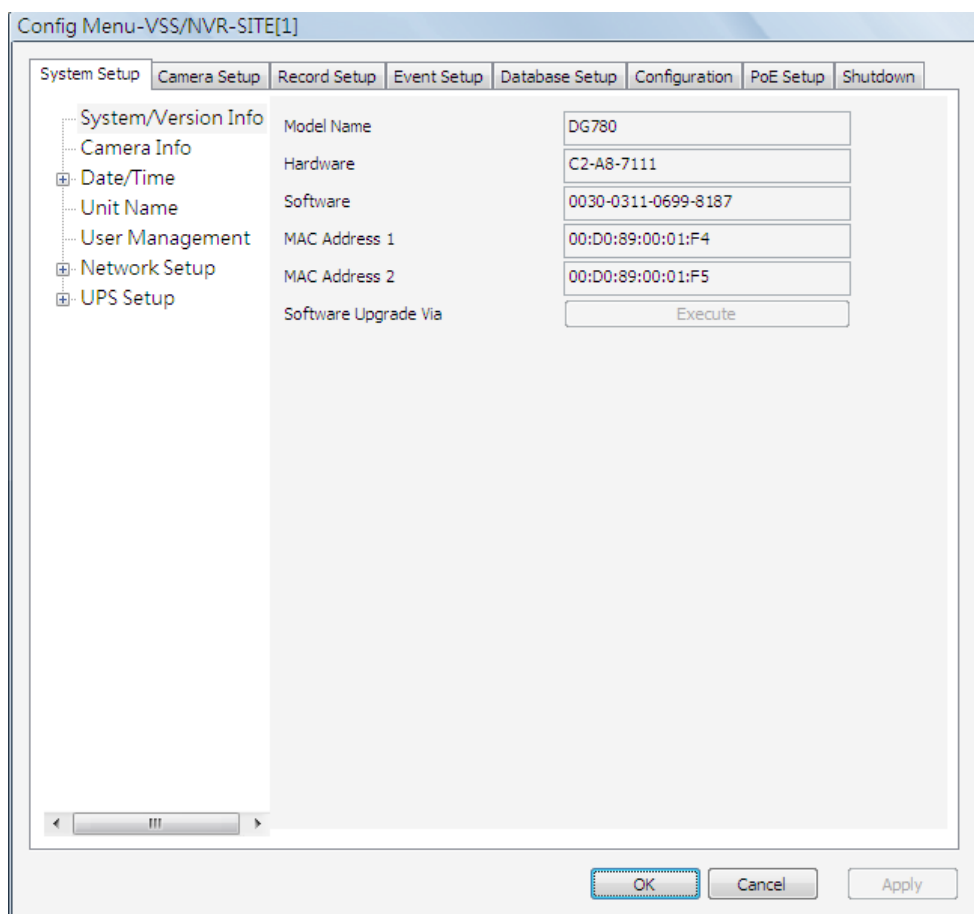 Config Menu-VSS/NVR-SITE[1]
System Setup Camera Setup Record Setup Event Setup Database Setup Configuration PoE Setup Shutdown
System/Version Info
Camera Info
Date/Time
Unit Name
User Management
Network Setup
UPS Setup
Model Name DG780
Hardware C2-A8-7111
Software 0030-0311-0699-8187
MAC Address 1 00:D0:89:00:01:F4
MAC Address 2 00:D0:89:00:01:F5
Software Upgrade Via Execute
OK Cancel Apply